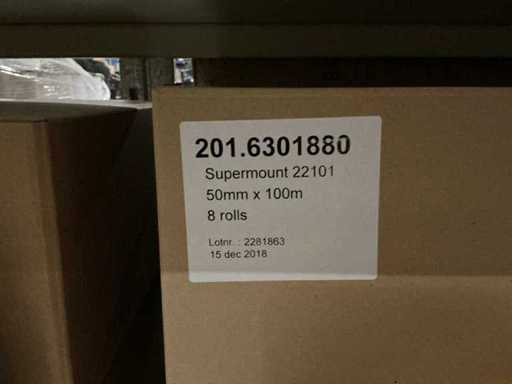 201.6301880
Supermount 22101
50mm x 100m
8 rolls
Lotnr. : 2281863
15 dec 2018